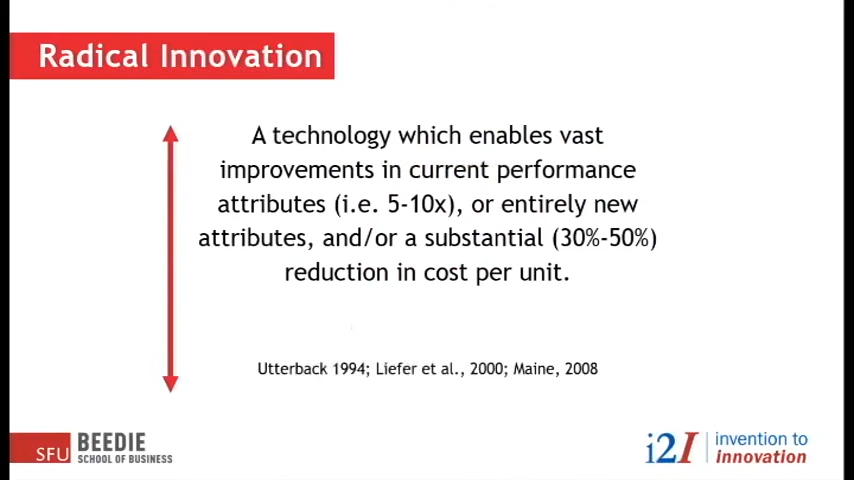 Radical Innovation
A technology which enables vast
improvements in current performance
attributes (i.e. 5-10x), or entirely new
attributes, and/or a substantial (30%-50%)
reduction in cost per unit.
Utterback 1994; Liefer et al., 2000; Maine, 2008
SFU
BEEDIE
SCHOOL OF BUSINESS
i2I
invention to
innovation